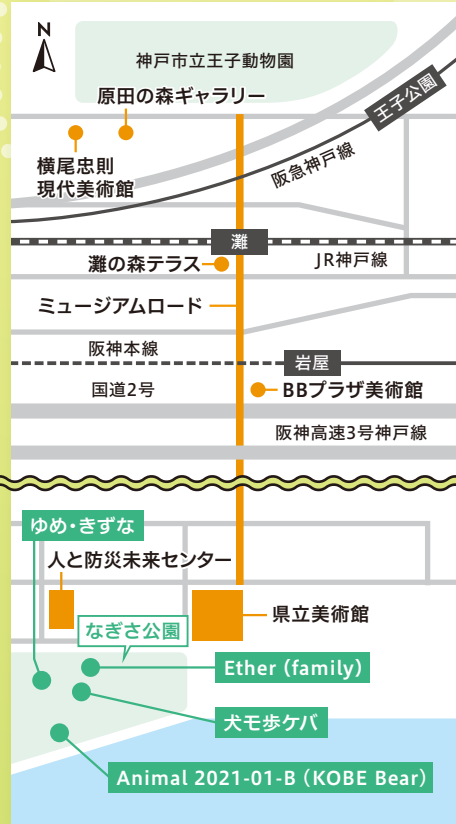 N
神戸市立王子動物園
原田の森ギャラリー
王子公園
横尾忠則
現代美術館
阪急神戸線
灘
灘の森テラス
JR神戸線
ミュージアムロード
阪神本線
岩屋
国道2号
BBプラザ美術館
阪神高速3号神戸線
ゆめ・きずな
人と防災未来センター
県立美術館
なぎさ公園
Ether (family)
犬モ歩ケバ
Animal 2021-01-B (KOBE Bear)